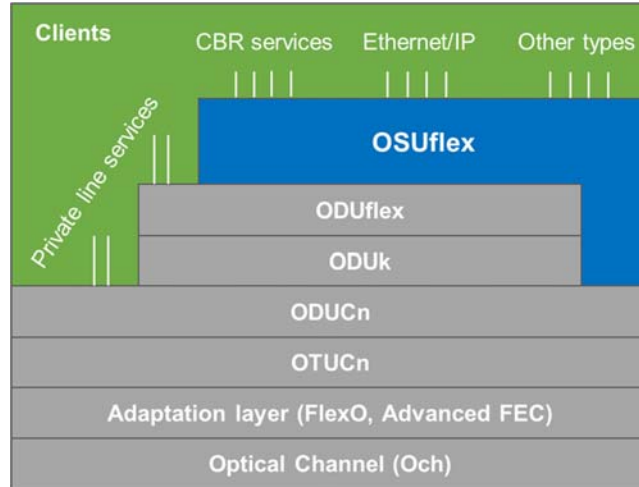 Clients
CBR services
Ethernet/IP
Other types
Private line services
OSUflex
ODUflex
ODUk
ODUCn
OTUCn
Adaptation layer (FlexO, Advanced FEC)
Optical Channel (Och)